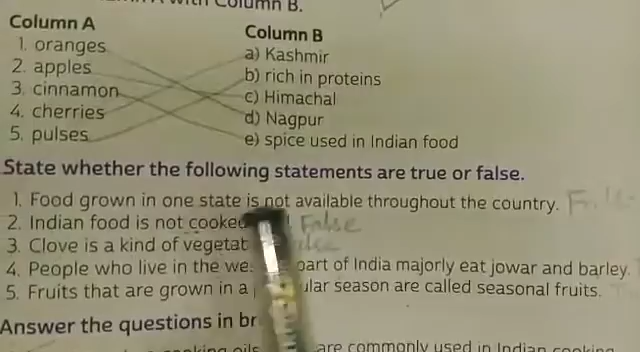 with Column B.
Column A
Column B
1. oranges
a) Kashmir
2. apples
b) rich in proteins
3. cinnamon
c) Himachal
4. cherries
d) Nagpur
5. pulses
e) spice used in Indian food
State whether the following statements are true or false.
1. Food grown in one state is not available throughout the country.
2. Indian food is not cooked False
3. Clove is a kind of
4. People who live in the part of India majorly eat jowar and barley.
5. Fruits that are grown in a season are called seasonal fruits.
Answer the questions in
are commonly used in Indian cooking